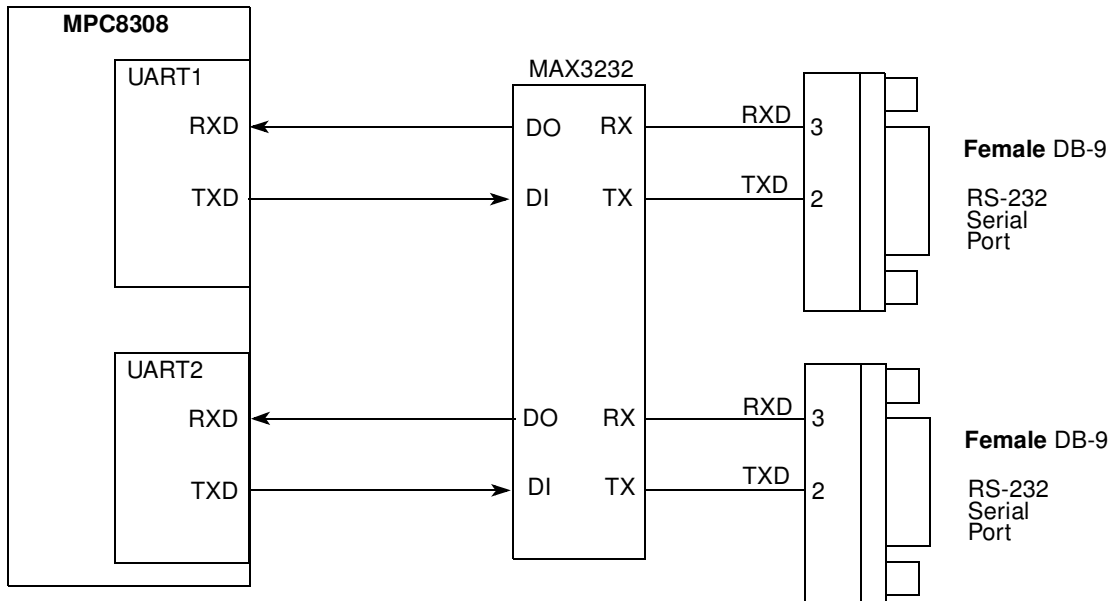 MPC8308
UART1
MAX3232
RXD
DO
RX
RXD
3
TXD
DI
TX
TXD
2
Female DB-9
RS-232
Serial
Port
UART2
RXD
DO
RX
RXD
3
TXD
DI
TX
TXD
2
Female DB-9
RS-232
Serial
Port